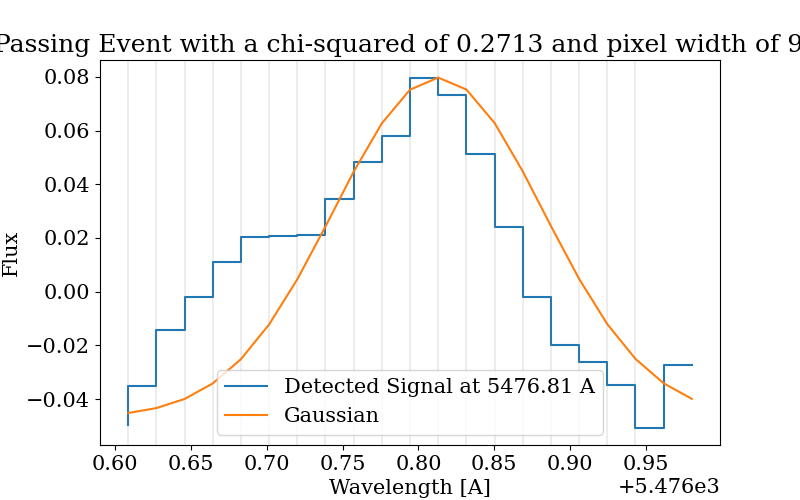 Passing Event with a chi-squared of 0.2713 and pixel width of 9
0.08
0.06
0.04
0.02
0.00
−0.02
−0.04
Flux
Detected Signal at 5476.81 A
Gaussian
0.60 0.65 0.70 0.75 0.80 0.85 0.90 0.95
Wavelength [A]
+5.476e3